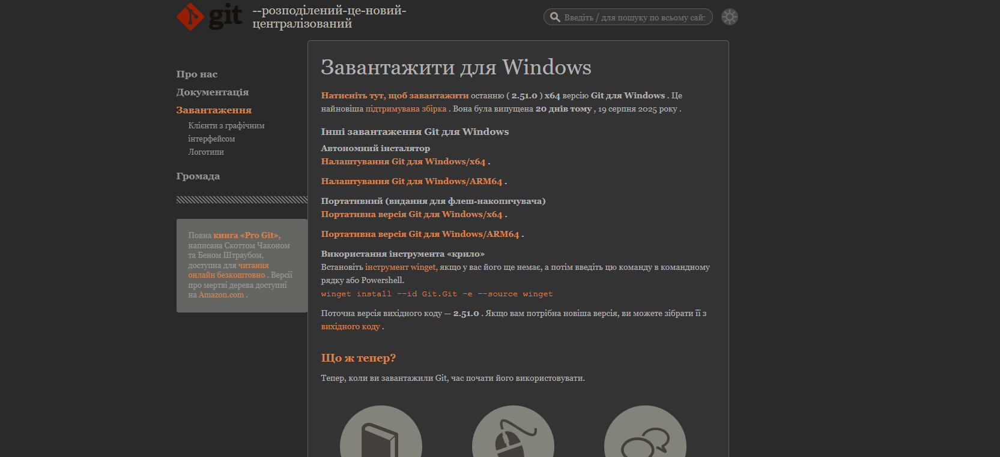 git
--розподілений-це-новий-
централізований
Введіть / для пошуку по всьому сайт
Про нас
Документація
Завантаження
Клієнти з графічним
інтерфейсом
Логотипи
Громада
Повна книга «Pro Git»,
написана Скоттом Чаконом
та Беном Штраубом,
доступна для читання
онлайн безкоштовно . Версії
про мертві дерева доступні
на Amazon.com .
Завантажити для Windows
Натисніть тут, щоб завантажити останню ( 2.51.0 ) x64 версію Git для Windows . Це
найновіша підтримувана збірка . Вона була випущена 20 днів тому , 19 серпня 2025 року .
Інші завантаження Git для Windows
Автономний інсталятор
Налаштування Git для Windows/x64 .
Налаштування Git для Windows/ARM64 .
Портативний (видання для флеш-накопичувача)
Портативна версія Git для Windows/x64 .
Портативна версія Git для Windows/ARM64 .
Використання інструмента «крило»
Встановіть інструмент winget, якщо у вас його ще немає, а потім введіть цю команду в командному
рядку або Powershell.
winget install --id Git.Git -e --source winget
Поточна версія вихідного коду — 2.51.0 . Якщо вам потрібна новіша версія, ви можете зібрати її з
вихідного коду .
Що ж тепер?
Тепер, коли ви завантажили Git, час почати його використовувати.